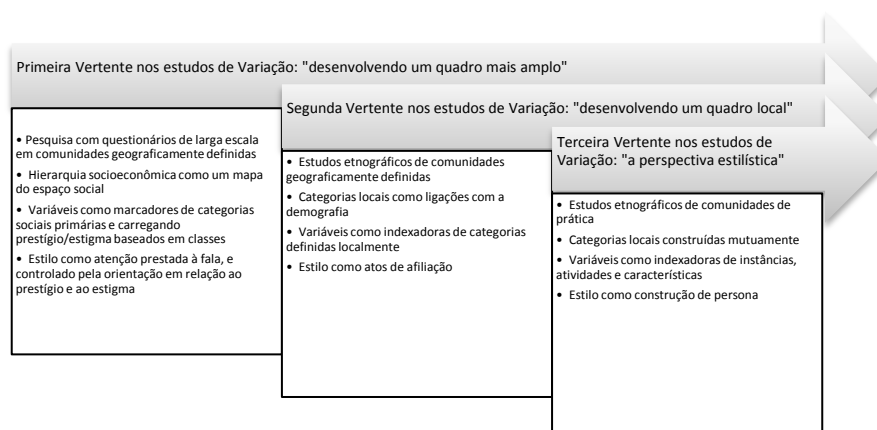 Primeira Vertente nos estudos de Variação: "desenvolvendo um quadro mais amplo"
• Pesquisa com questionários de larga escala
em comunidades geograficamente definidas
• Hierarquia socioeconômica como um mapa
do espaço social
• Variáveis como marcadores de categorias
sociais primárias e carregando
prestígio/estigma baseados em classes
• Estilo como atenção prestada à fala, e
controlado pela orientação em relação ao
prestígio e ao estigma
Segunda Vertente nos estudos de Variação: "desenvolvendo um quadro local"
• Estudos etnográficos de comunidades
geograficamente definidas
• Categorias locais como ligações com a
demografia
• Variáveis como indexadoras de categorias
definidas localmente
• Estilo como atos de afiliação
Terceira Vertente nos estudos de
Variação: "a perspectiva estilística"
• Estudos etnográficos de comunidades de
prática
• Categorias locais construídas mutuamente
• Variáveis como indexadoras de instâncias,
atividades e características
• Estilo como construção de persona